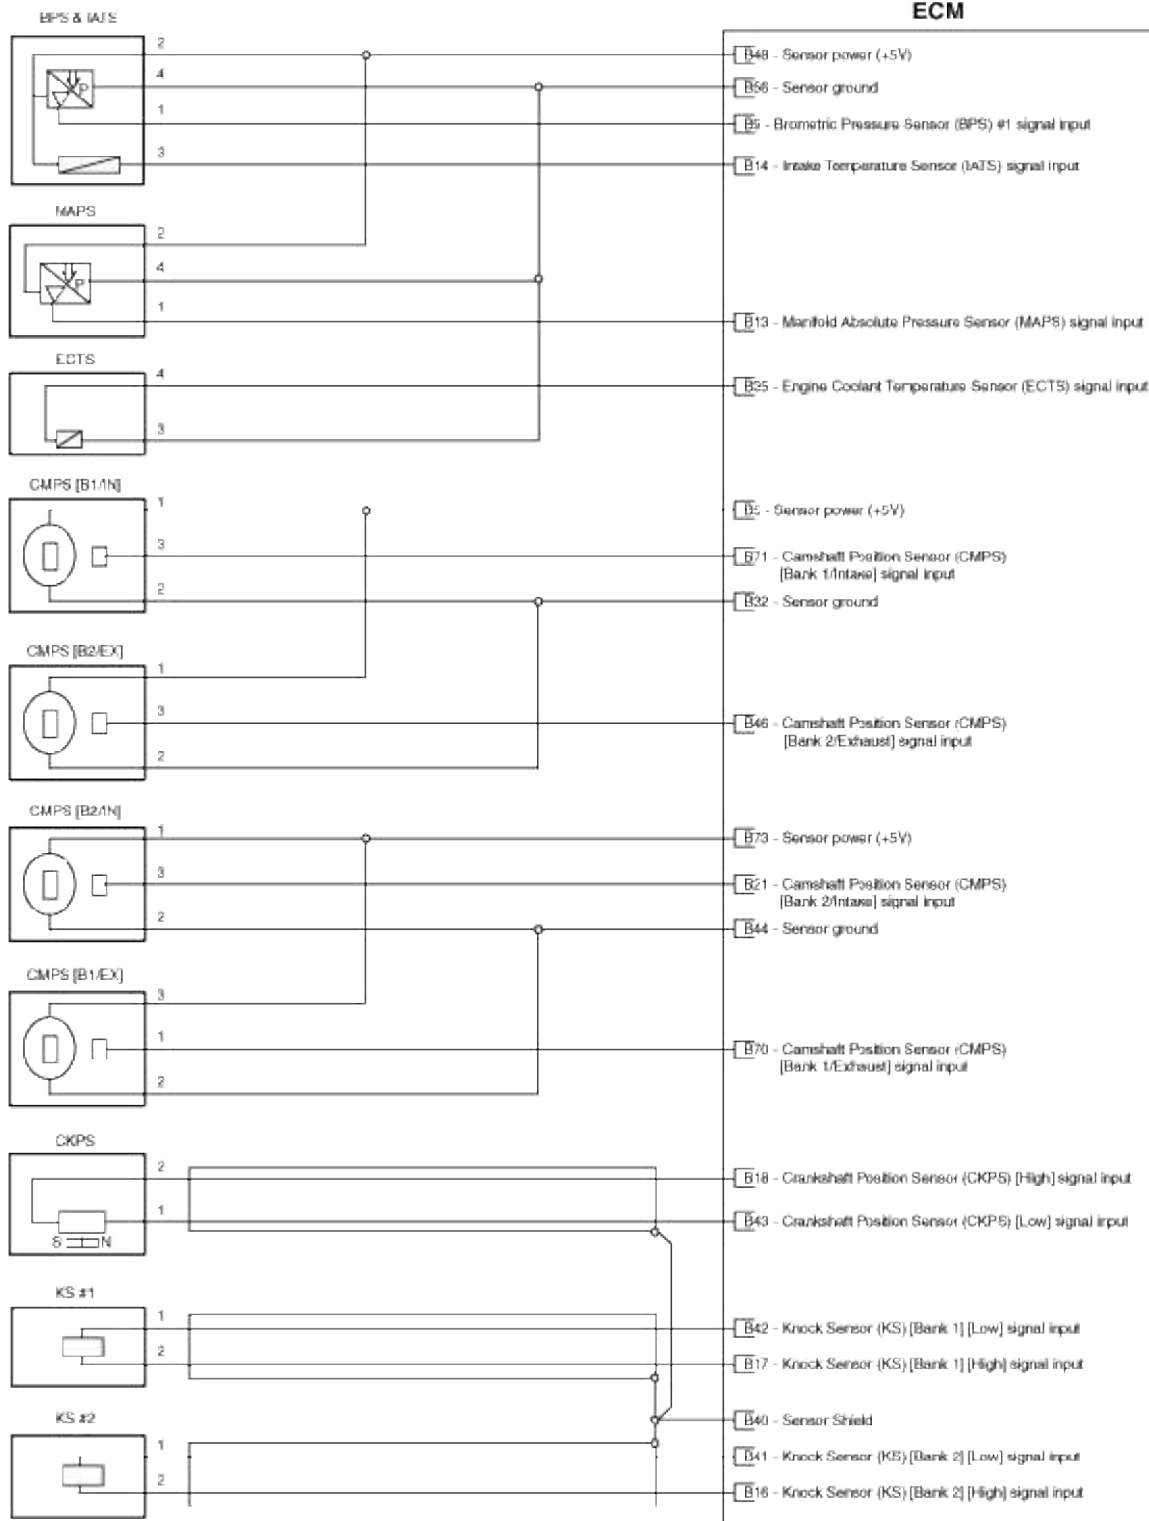 BPS & IATS
ECM
2
B48 - Sensor power (+5V)
4
B56 - Sensor ground
1
B9 - Brometric Pressure Sensor (BPS) #1 signal input
3
B14 - Intake Temperature Sensor (IATS) signal input
P
MAPS
2
4
1
B13 - Manifold Absolute Pressure Sensor (MAPS) signal input
P
ECTS
4
B35 - Engine Coolant Temperature Sensor (ECTS) signal input
3
CMPS [B1/IN]
1
B5 - Sensor power (+5V)
3
B71 - Camshaft Position Sensor (CMPS)
[Bank 1/Intake] signal input
2
B32 - Sensor ground
CMPS [B2/EX]
1
3
B46 - Camshaft Position Sensor (CMPS)
[Bank 2/Exhaust] signal input
2
CMPS [B2/IN]
1
B73 - Sensor power (+5V)
3
B21 - Camshaft Position Sensor (CMPS)
[Bank 2/Intake] signal input
2
B44 - Sensor ground
CMPS [B1/EX]
3
1
B70 - Camshaft Position Sensor (CMPS)
[Bank 1/Exhaust] signal input
2
CKPS
2
B18 - Crankshaft Position Sensor (CKPS) [High] signal input
1
B43 - Crankshaft Position Sensor (CKPS) [Low] signal input
S N
KS #1
1
B42 - Knock Sensor (KS) [Bank 1] [Low] signal input
2
B17 - Knock Sensor (KS) [Bank 1] [High] signal input
KS #2
B40 - Sensor Shield
1
B41 - Knock Sensor (KS) [Bank 2] [Low] signal input
2
B16 - Knock Sensor (KS) [Bank 2] [High] signal input